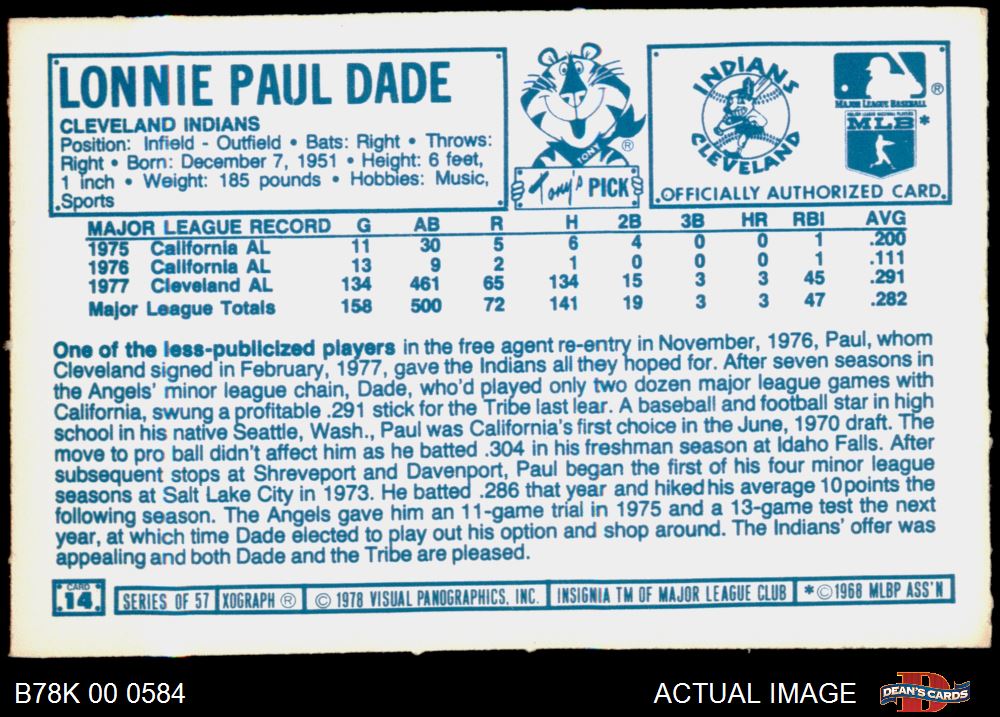 LONNIE PAUL DADE
CLEVELAND INDIANS
Position: Infield - Outfield • Bats: Right • Throws:
Right • Born: December 7, 1951 • Height: 6 feet,
1 inch • Weight: 185 pounds • Hobbies: Music,
Sports
TONY
®
Tony's PICK
INDIANS
CLEVELAND
®
MAJOR LEAGUE BASEBALL
MAJOR LEAGUE BASEBALL PLAYERS
MLB *
OFFICIALLY AUTHORIZED CARD.
MAJOR LEAGUE RECORD G AB R H 2B 3B HR RBI AVG
1975 California AL 11 30 5 6 4 0 0 1 .200
1976 California AL 13 9 2 1 0 0 0 1 .111
1977 Cleveland AL 134 461 65 134 15 3 3 45 .291
Major League Totals 158 500 72 141 19 3 3 47 .282
One of the less-publicized players in the free agent re-entry in November, 1976, Paul, whom
Cleveland signed in February, 1977, gave the Indians all they hoped for. After seven seasons in
the Angels' minor league chain, Dade, who'd played only two dozen major league games with
California, swung a profitable .291 stick for the Tribe last lear. A baseball and football star in high
school in his native Seattle, Wash., Paul was California's first choice in the June, 1970 draft. The
move to pro ball didn't affect him as he batted .304 in his freshman season at Idaho Falls. After
subsequent stops at Shreveport and Davenport, Paul began the first of his four minor league
seasons at Salt Lake City in 1973. He batted .286 that year and hiked his average 10 points the
following season. The Angels gave him an 11-game trial in 1975 and a 13-game test the next
year, at which time Dade elected to play out his option and shop around. The Indians' offer was
appealing and both Dade and the Tribe are pleased.
CARD
14
SERIES OF 57 XOGRAPH ® © 1978 VISUAL PANOGRAPHICS, INC. INSIGNIA TM OF MAJOR LEAGUE CLUB *©1968 MLBP ASS'N
B78K 00 0584
ACTUAL IMAGE
DEAN'S CARDS